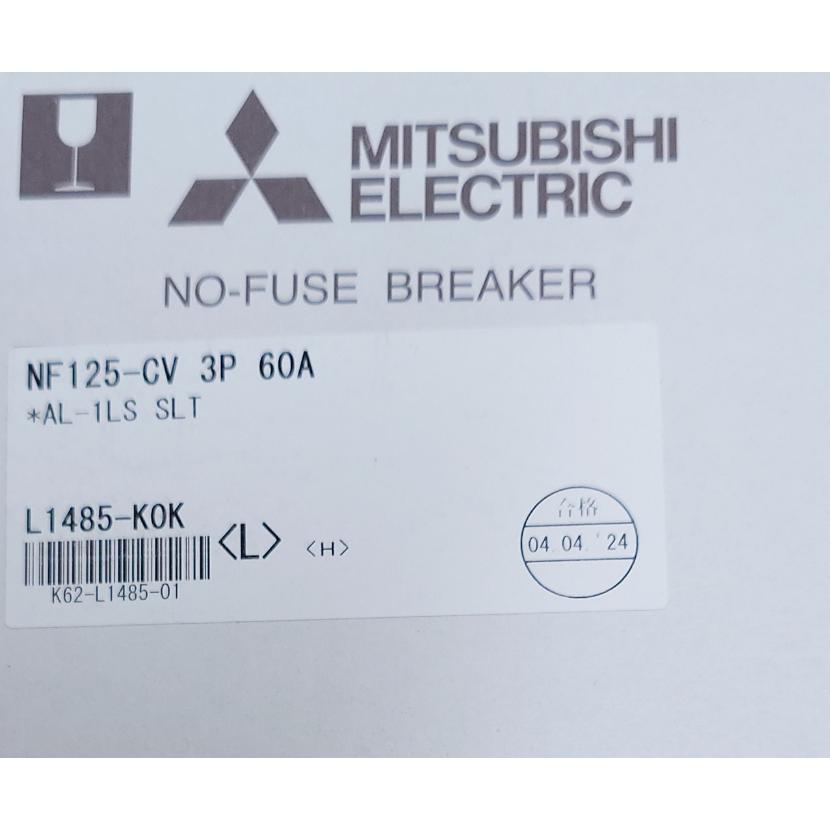 MITSUBISHI
ELECTRIC
NO-FUSE BREAKER
NF125-CV 3P 60A
*AL-1LS SLT
L1485-K0K
<L> <H>
K62-L1485-01
合格
04.04.'24